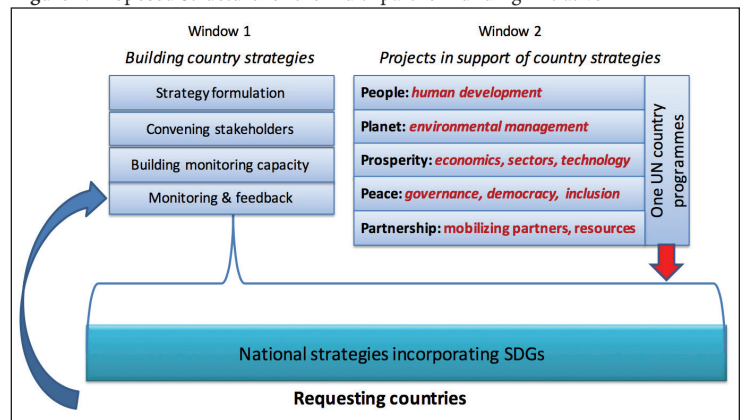 Window 1
Building country strategies
Strategy formulation
Convening stakeholders
Building monitoring capacity
Monitoring & feedback
Window 2
Projects in support of country strategies
People: human development
Planet: environmental management
Prosperity: economics, sectors, technology
Peace: governance, democracy, inclusion
Partnership: mobilizing partners, resources
One UN country
programmes
National strategies incorporating SDGs
Requesting countries